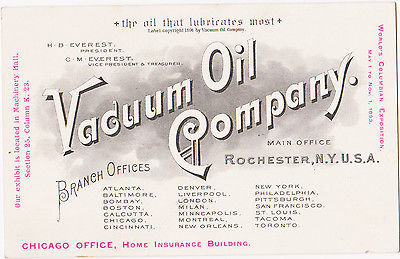 the oil that lubricates most
Label copyright 1891 by Vacuum Oil Company.
H·B·EVEREST,
PRESIDENT.
C·M·EVEREST,
VICE PRESIDENT & TREASURER.
Vacuum Oil
Company.
MAIN OFFICE
ROCHESTER, N.Y. U.S.A.
BRANCH OFFICES
ATLANTA, DENVER, NEW YORK,
BALTIMORE, LIVERPOOL, PHILADELPHIA,
BOMBAY, LONDON, PITTSBURGH,
BOSTON, MILAN, SAN FRANCISCO,
CALCUTTA, MINNEAPOLIS, ST. LOUIS,
CHICAGO, MONTREAL, TACOMA,
CINCINNATI, NEW ORLEANS, TORONTO.
CHICAGO OFFICE, HOME INSURANCE BUILDING.
Our exhibit is located in Machinery Hall.
Section 23, Column K, 23.
WORLD'S COLUMBIAN EXPOSITION,
MAY 1 TO NOV. 1, 1893.